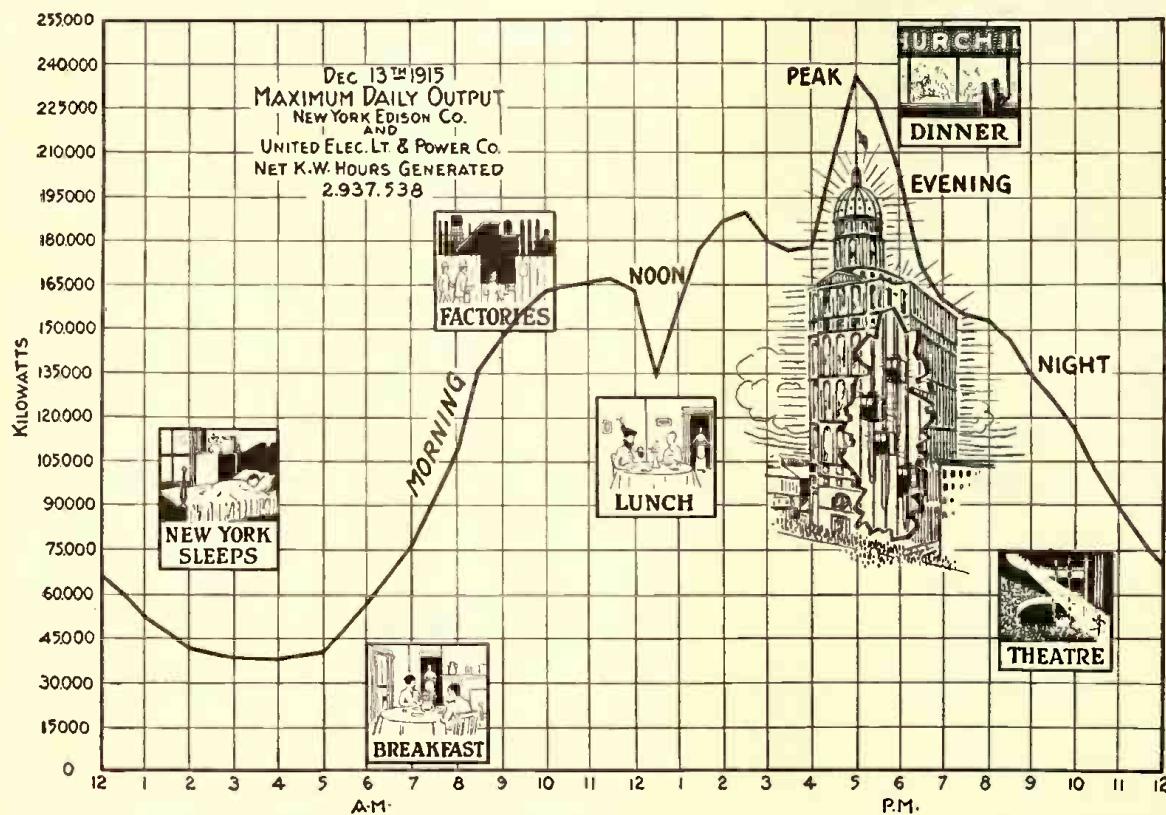 255000
240000
225000
210000
195000
180000
165000
150000
135000
120000
105000
90000
75000
60000
45000
30000
15000
0
KILOWATTS
DEC 13TH 1915
MAXIMUM DAILY OUTPUT
NEW YORK EDISON CO.
AND
UNITED ELEC. LT. & POWER CO.
NET K.W. HOURS GENERATED
2.937.538
NEW YORK
SLEEPS
BREAKFAST
MORNING
FACTORIES
NOON
LUNCH
PEAK
HURCHIL
DINNER
EVENING
NIGHT
THEATRE
12 1 2 3 4 5 6 7 8 9 10 11 12 1 2 3 4 5 6 7 8 9 10 11 12
A.M. P.M.